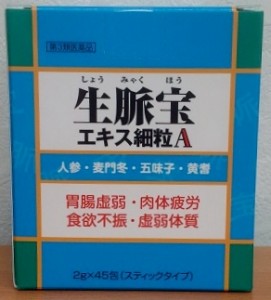 第3類医薬品
しょう みゃく ほう
生脈宝
エキス細粒A
人参・麦門冬・五味子・黄耆
胃腸虚弱・肉体疲労
食欲不振・虚弱体質
2g×45包(スティックタイプ)